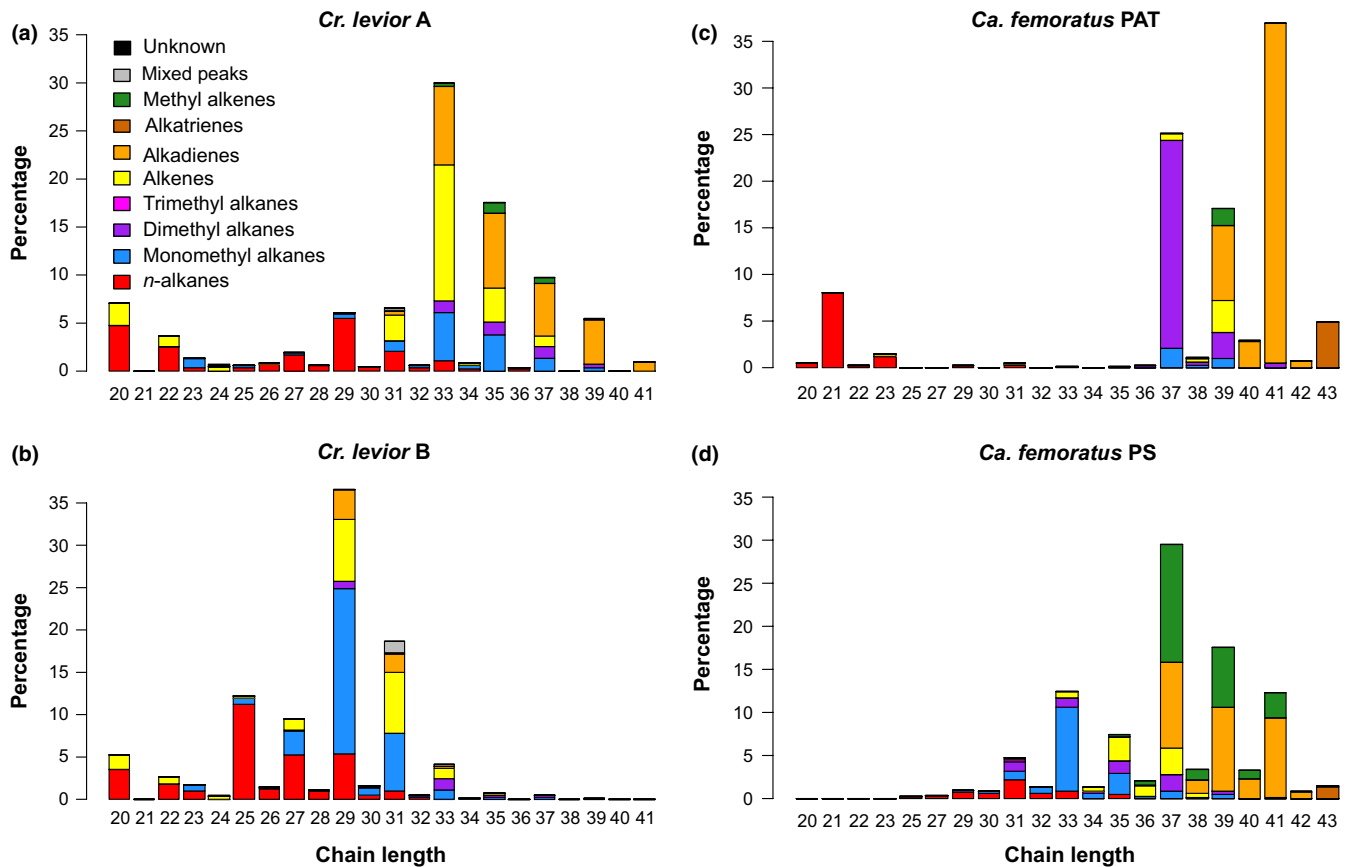 (a)
Cr. levior A
Percentage
35
30
25
20
15
10
5
0
Unknown
Mixed peaks
Methyl alkenes
Alkatrienes
Alkadienes
Alkenes
Trimethyl alkanes
Dimethyl alkanes
Monomethyl alkanes
n-alkanes
20 21 22 23 24 25 26 27 28 29 30 31 32 33 34 35 36 37 38 39 40 41
(c)
Ca. femoratus PAT
Percentage
35
30
25
20
15
10
5
0
20 21 22 23 25 27 29 30 31 32 33 34 35 36 37 38 39 40 41 42 43
(b)
Cr. levior B
Percentage
35
30
25
20
15
10
5
0
20 21 22 23 24 25 26 27 28 29 30 31 32 33 34 35 36 37 38 39 40 41
Chain length
(d)
Ca. femoratus PS
Percentage
35
30
25
20
15
10
5
0
20 21 22 23 25 27 29 30 31 32 33 34 35 36 37 38 39 40 41 42 43
Chain length